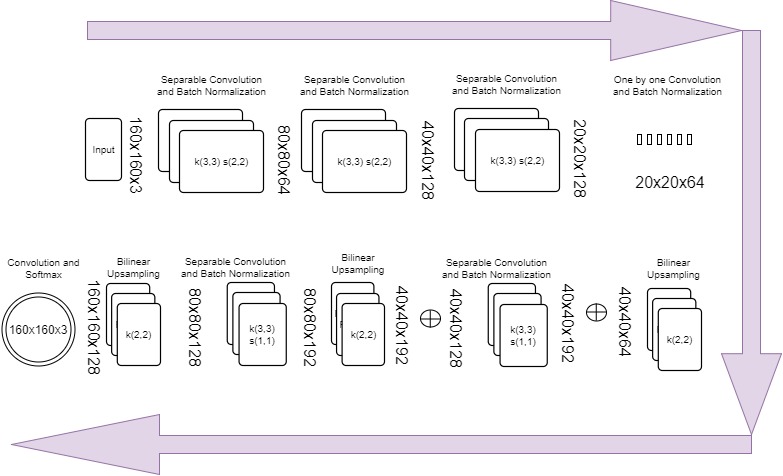 Separable Convolution
and Batch Normalization
Separable Convolution
and Batch Normalization
Separable Convolution
and Batch Normalization
One by one Convolution
and Batch Normalization
Input
160x160x3
k(3,3) s(2,2)
80x80x64
k(3,3) s(2,2)
40x40x128
k(3,3) s(2,2)
20x20x128
20x20x64
Convolution and
Softmax
Bilinear
Upsampling
Separable Convolution
and Batch Normalization
Bilinear
Upsampling
Separable Convolution
and Batch Normalization
Bilinear
Upsampling
160x160x3
160x160x128
k(2,2)
80x80x128
k(3,3)
s(1,1)
80x80x192
k(2,2)
40x40x192
40x40x128
k(3,3)
s(1,1)
40x40x192
40x40x64
k(2,2)